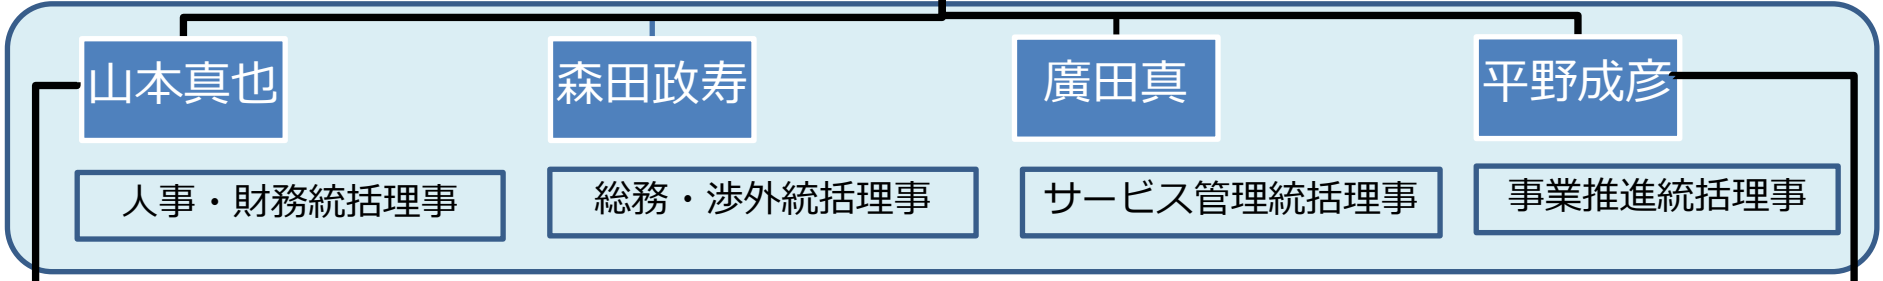 山本真也
森田政寿
廣田真
平野成彦
人事・財務統括理事
総務・渉外統括理事
サービス管理統括理事
事業推進統括理事